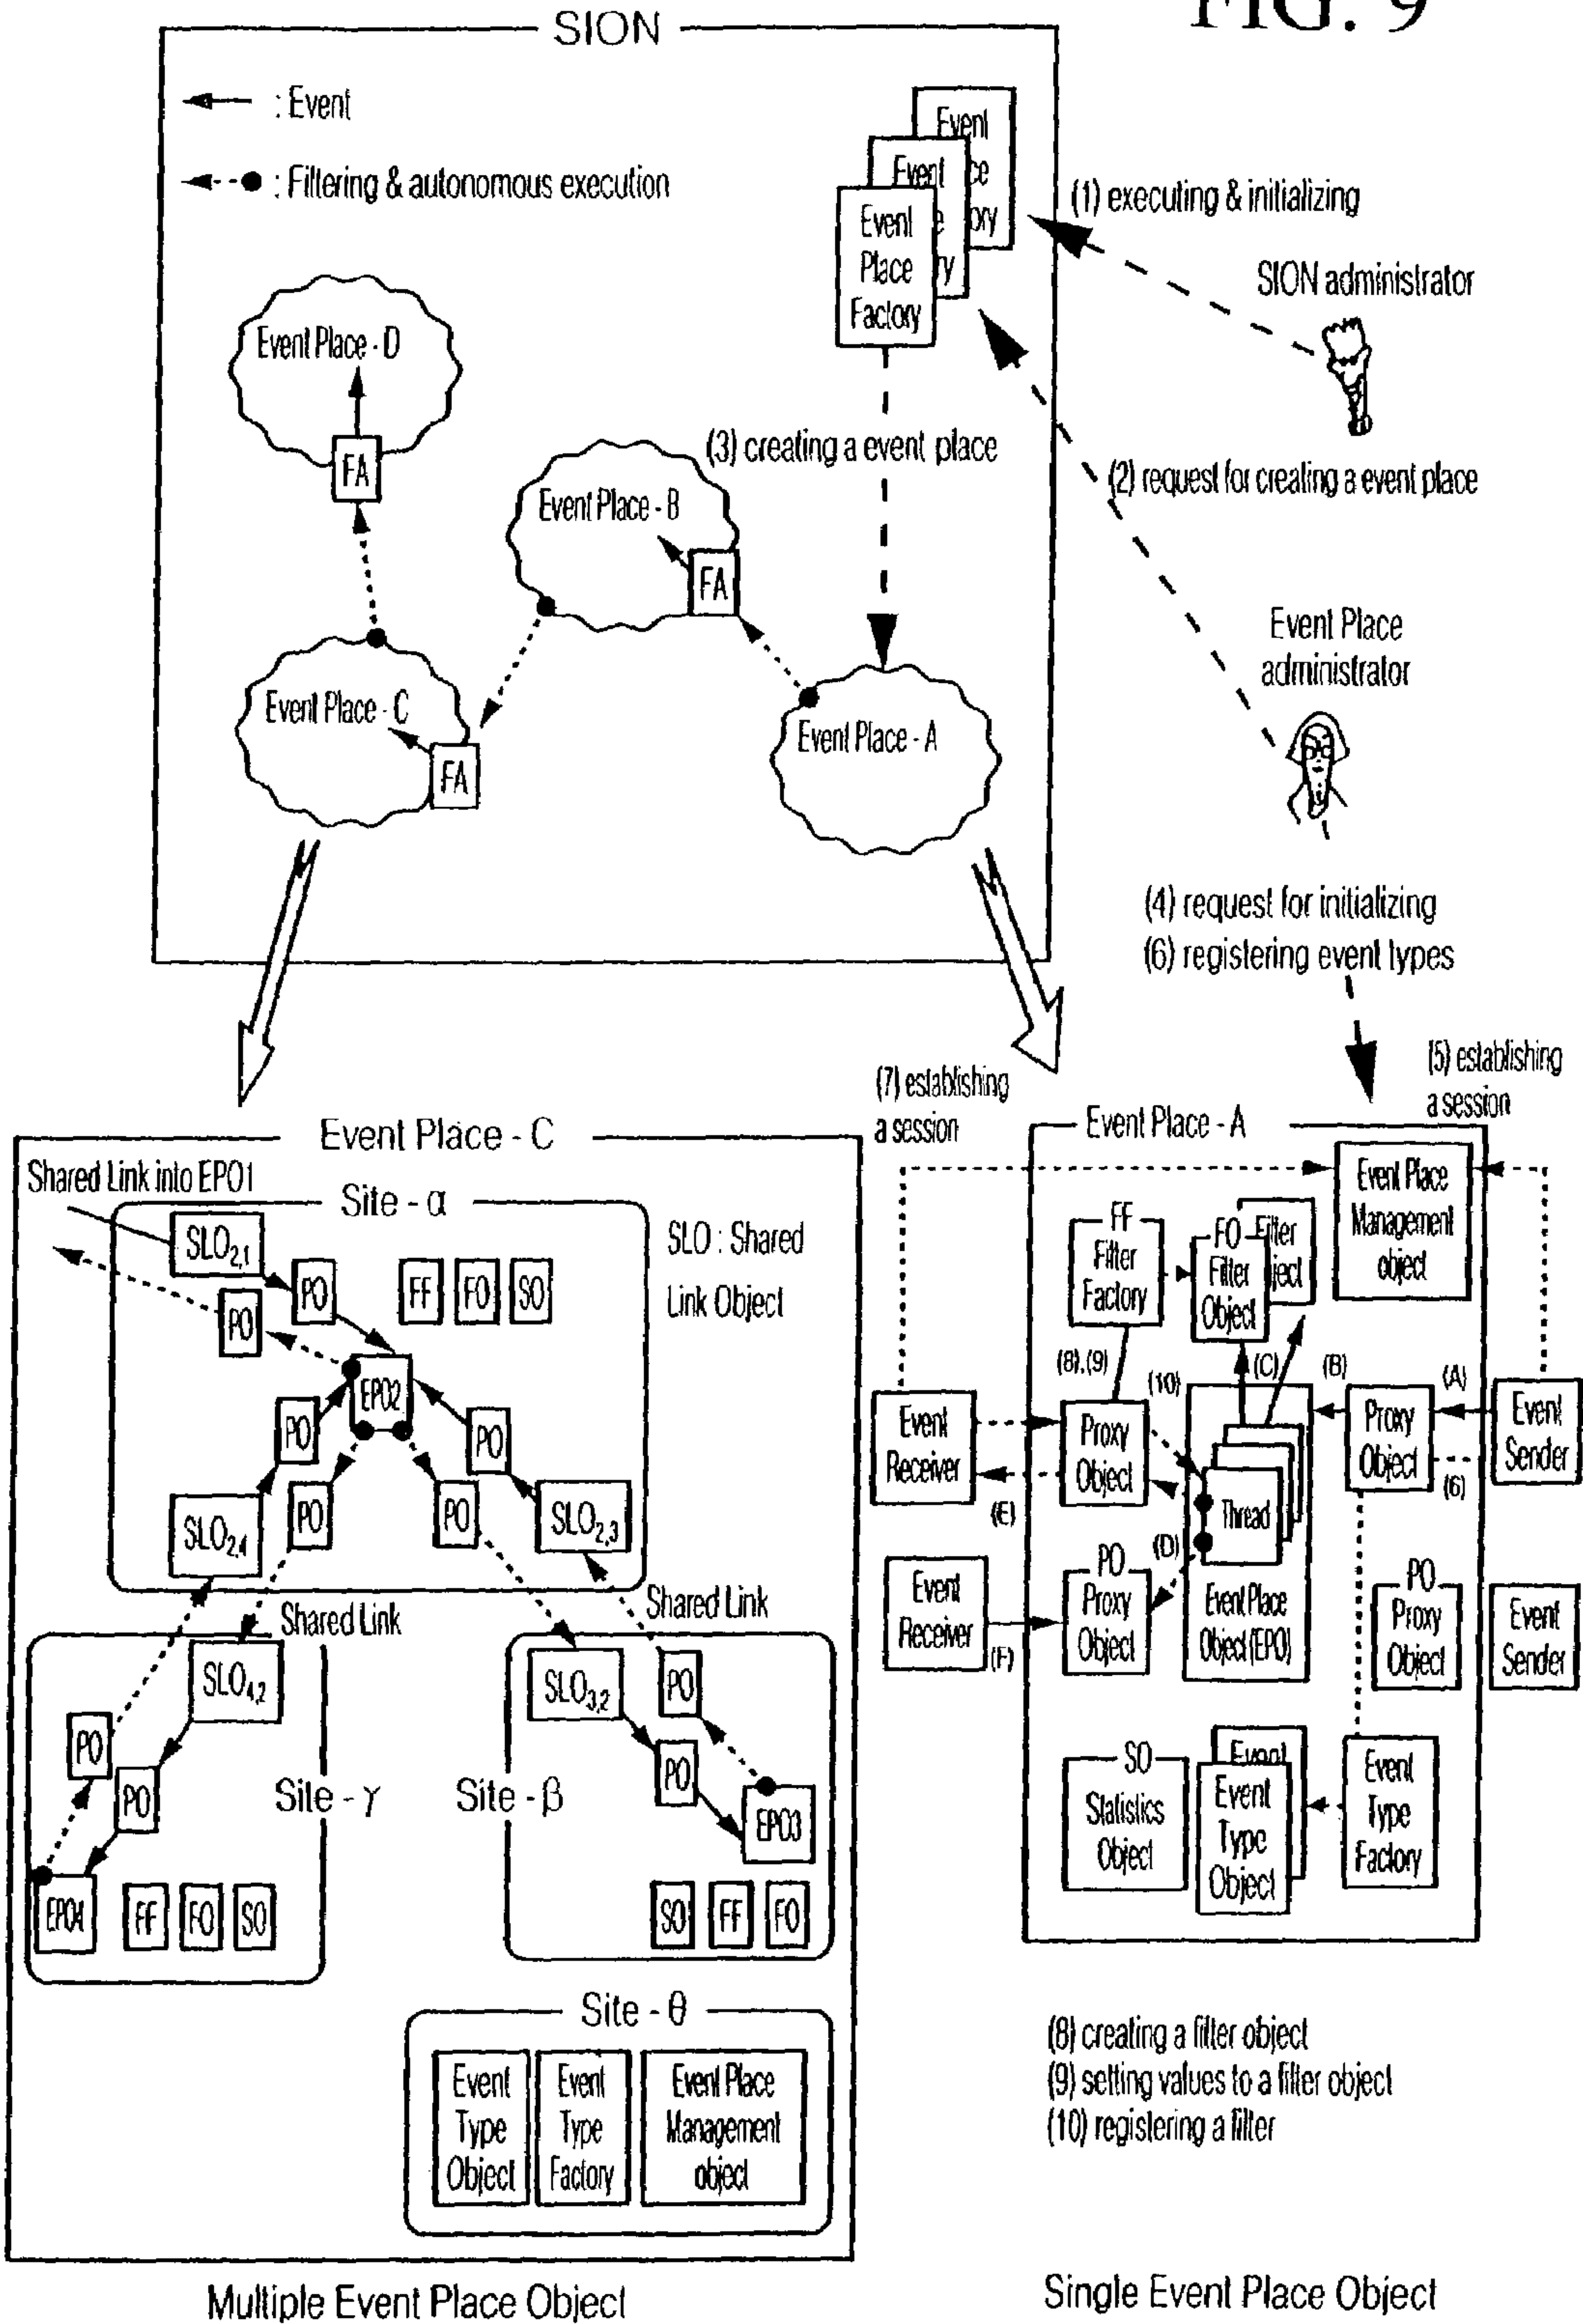 FIG. 9
SION
: Event
: Filtering & autonomous execution
Event
ce
ory
Event
e
ry
Event
Place
Factory
(1) executing & initializing
SION administrator
Event Place - D
FA
(3) creating a event place
(2) request for creating a event place
Event Place - B
FA
Event Place
administrator
Event Place - C
FA
Event Place - A
(4) request for initializing
(6) registering event types
(7) establishing
a session
(5) establishing
a session
Event Place - C
Shared Link into EPO1
Site - α
SLO2,1
PO
FF
FO
SO
SLO : Shared
Link Object
PO
EPO2
PO
PO
SLO2,4
PO
PO
SLO2,3
Shared Link
Shared Link
SLO4,2
PO
PO
Site - γ
EPO4
FF
FO
SO
SLO3,2
PO
PO
Site - β
EPO3
SO
FF
FO
Site - θ
Event
Type
Object
Event
Type
Factory
Event Place
Management
object
Multiple Event Place Object
Event Place - A
Event Place
Management
object
FF
Filter
Factory
FO
Filter
Object
Filter
ject
(8),(9)
(10)
(C)
(B)
(A)
Event
Receiver
Proxy
Object
Thread
Proxy
Object
Event
Sender
(6)
(E)
(D)
Event
Receiver
(F)
PO
Proxy
Object
Event Place
Object (EPO)
PO
Proxy
Object
Event
Sender
SO
Statistics
Object
Event
Event
Type
Object
Event
Type
Factory
(8) creating a filter object
(9) setting values to a filter object
(10) registering a filter
Single Event Place Object